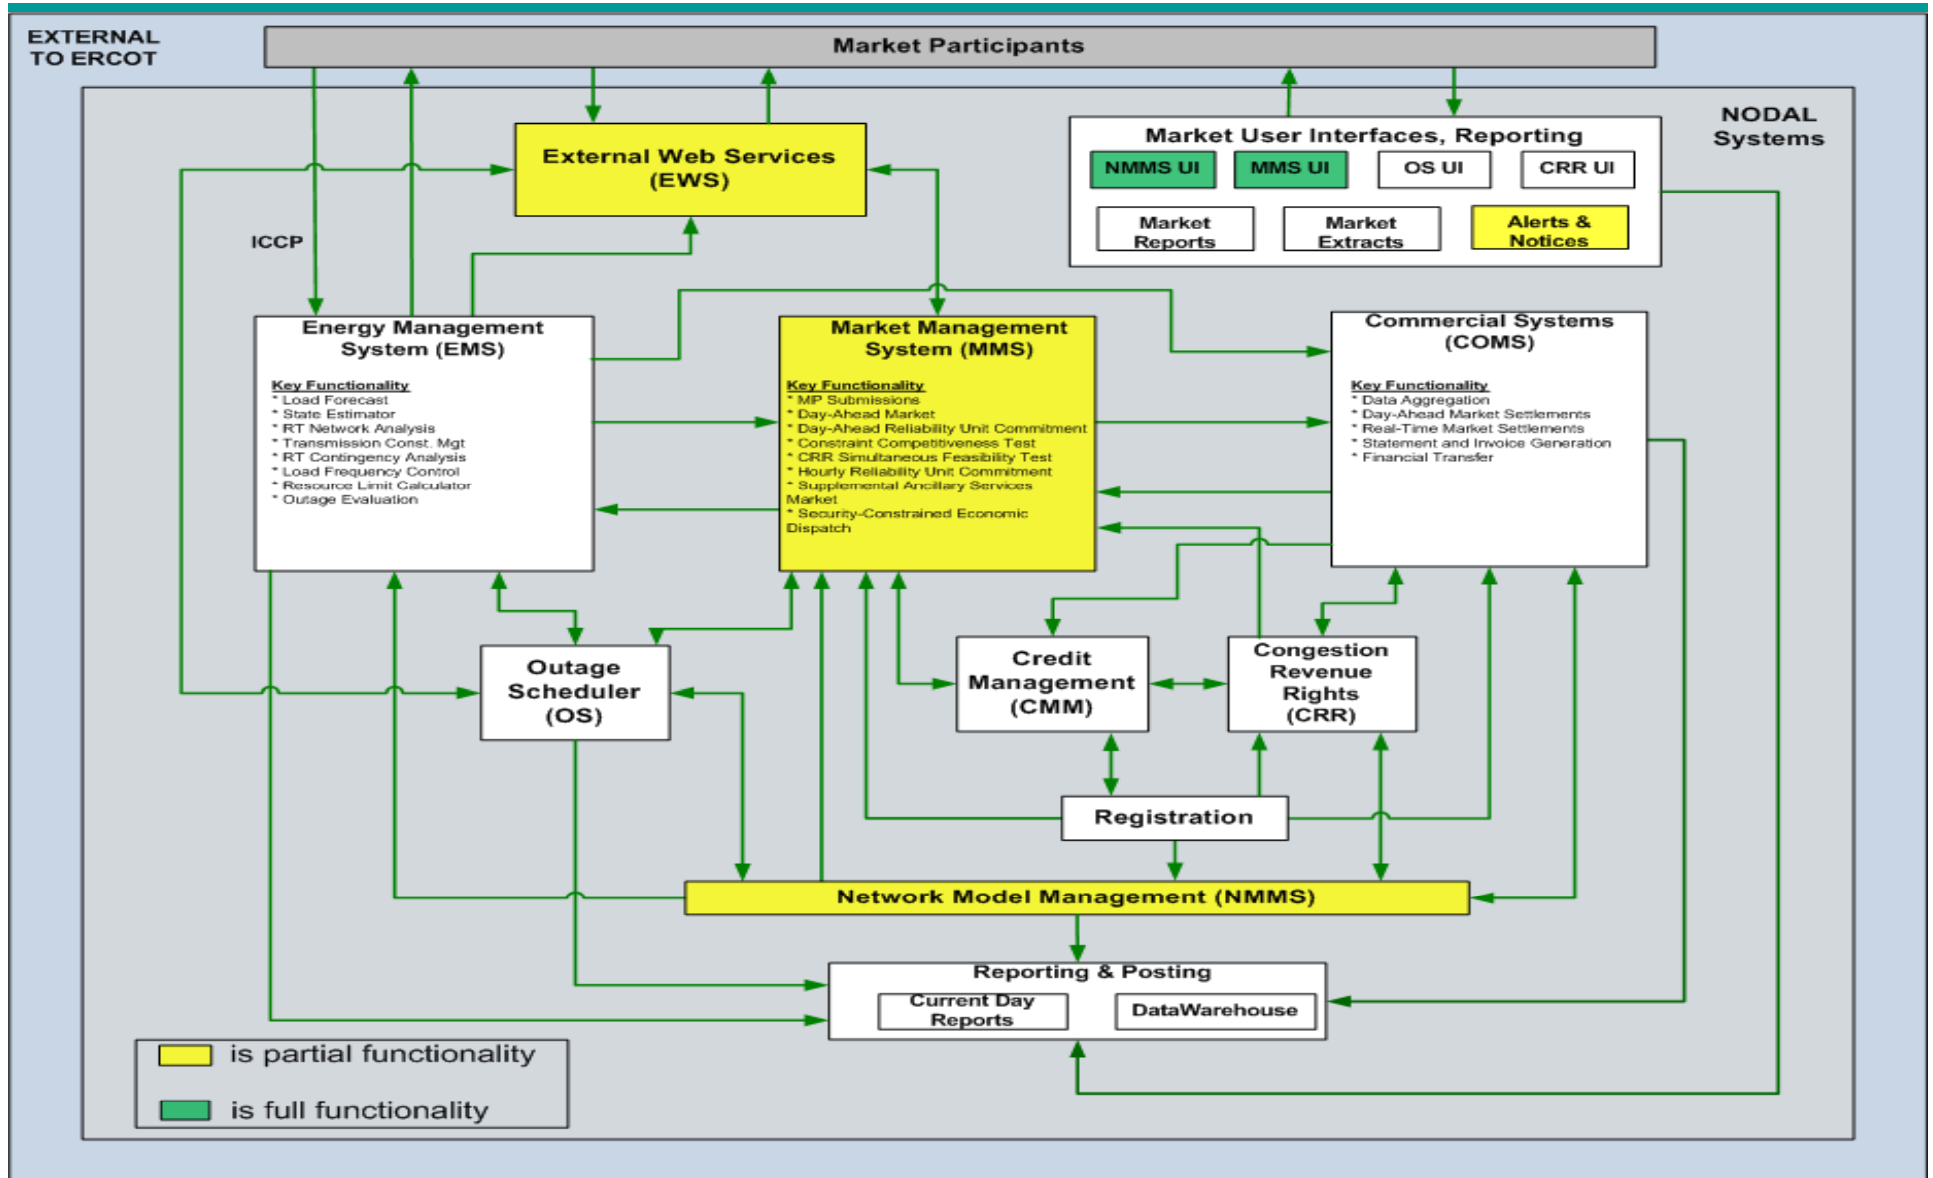 EXTERNAL
TO ERCOT
Market Participants
NODAL
Systems
External Web Services
(EWS)
Market User Interfaces, Reporting
NMMS UI
MMS UI
OS UI
CRR UI
Market
Reports
Market
Extracts
Alerts &
Notices
ICCP
Energy Management
System (EMS)
Key Functionality
* Load Forecast
* State Estimator
* RT Network Analysis
* Transmission Const. Mgt
* RT Contingency Analysis
* Load Frequency Control
* Resource Limit Calculator
* Outage Evaluation
Market Management
System (MMS)
Key Functionality
* MP Submissions
* Day-Ahead Market
* Day-Ahead Reliability Unit Commitment
* Constraint Competitiveness Test
* CRR Simultaneous Feasibility Test
* Hourly Reliability Unit Commitment
* Supplemental Ancillary Services
Market
* Security-Constrained Economic
Dispatch
Commercial Systems
(COMS)
Key Functionality
* Data Aggregation
* Day-Ahead Market Settlements
* Real-Time Market Settlements
* Statement and Invoice Generation
* Financial Transfer
Outage
Scheduler
(OS)
Credit
Management
(CMM)
Congestion
Revenue
Rights
(CRR)
Registration
Network Model Management (NMMS)
Reporting & Posting
Current Day
Reports
DataWarehouse
is partial functionality
is full functionality